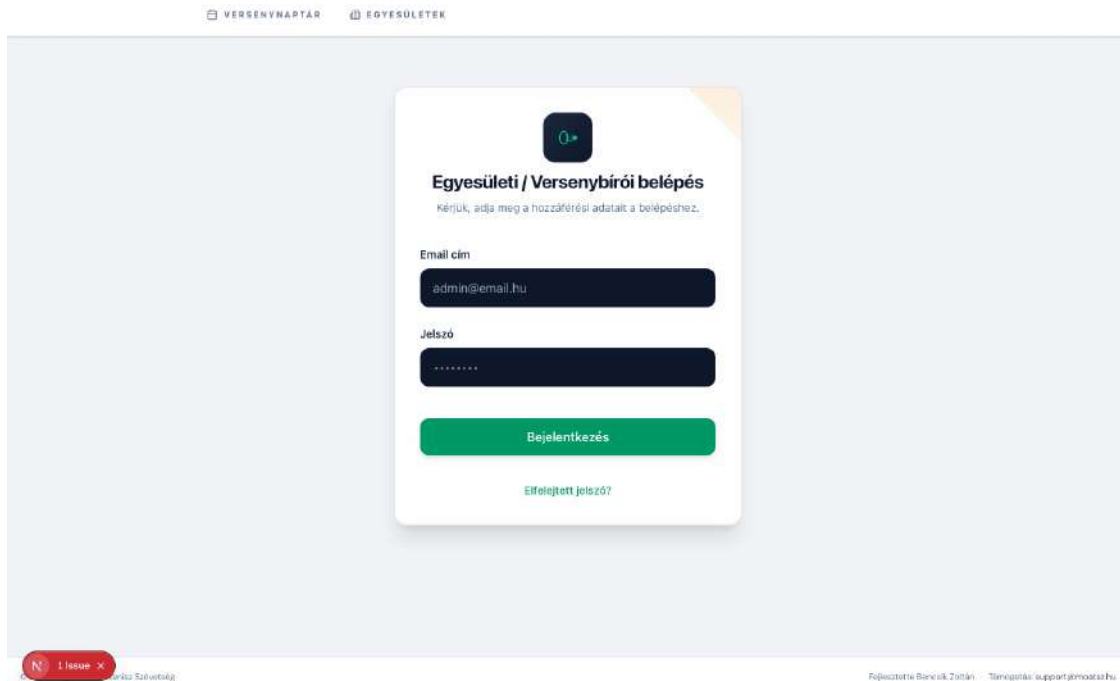 VERSENYNAPTÁR EGYESÜLETEK
Egyesületi / Versenybírói belépés
Kérjük, adja meg a hozzáférési adatait a belépéshez.
Email cím
admin@email.hu
Jelszó
••••••••
Bejelentkezés
Elfelejtett jelszó?
N 1 Issue ×
Szövetség
Fejlesztette Bencsik Zoltán Támogatás: